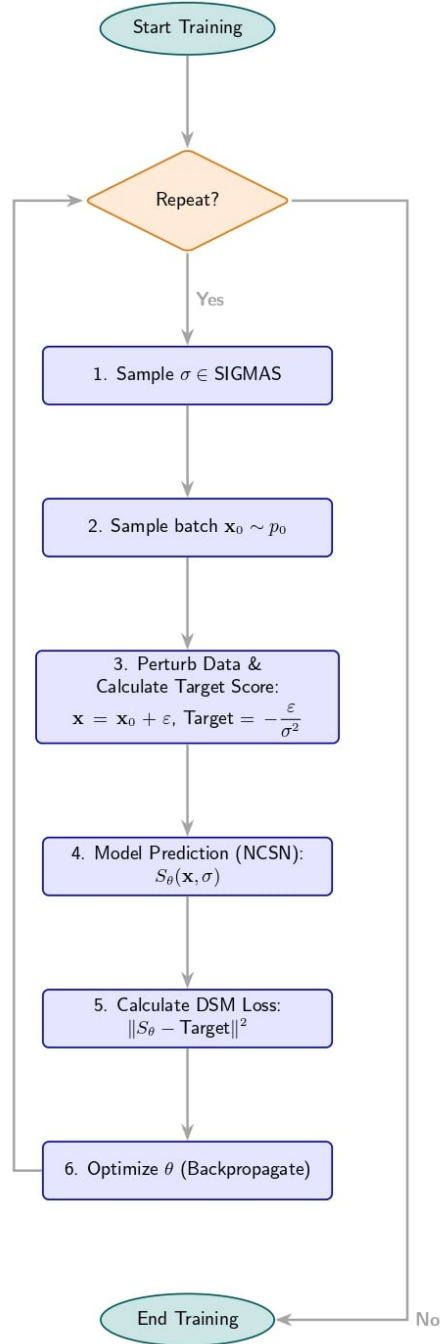 Start Training
Repeat?
Yes
1. Sample σ ∈ SIGMAS
2. Sample batch x₀ ∼ p₀
3. Perturb Data &
Calculate Target Score:
x = x₀ + ε, Target = −ε/σ²
4. Model Prediction (NCSN):
S_θ(x, σ)
5. Calculate DSM Loss:
‖S_θ − Target‖²
6. Optimize θ (Backpropagate)
End Training
No